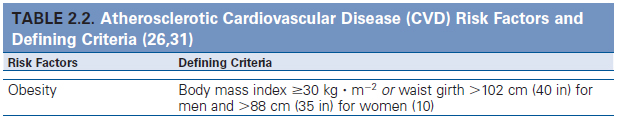 TABLE 2.2. Atherosclerotic Cardiovascular Disease (CVD) Risk Factors and
Defining Criteria (26,31)
Risk Factors Defining Criteria
Obesity Body mass index ≥30 kg · m⁻² or waist girth >102 cm (40 in) for
men and >88 cm (35 in) for women (10)